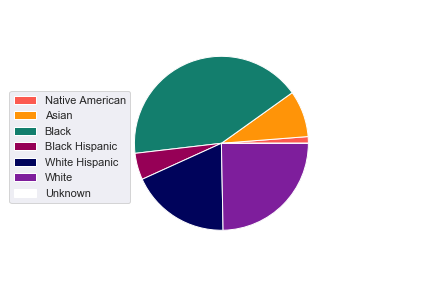 Native American
Asian
Black
Black Hispanic
White Hispanic
White
Unknown